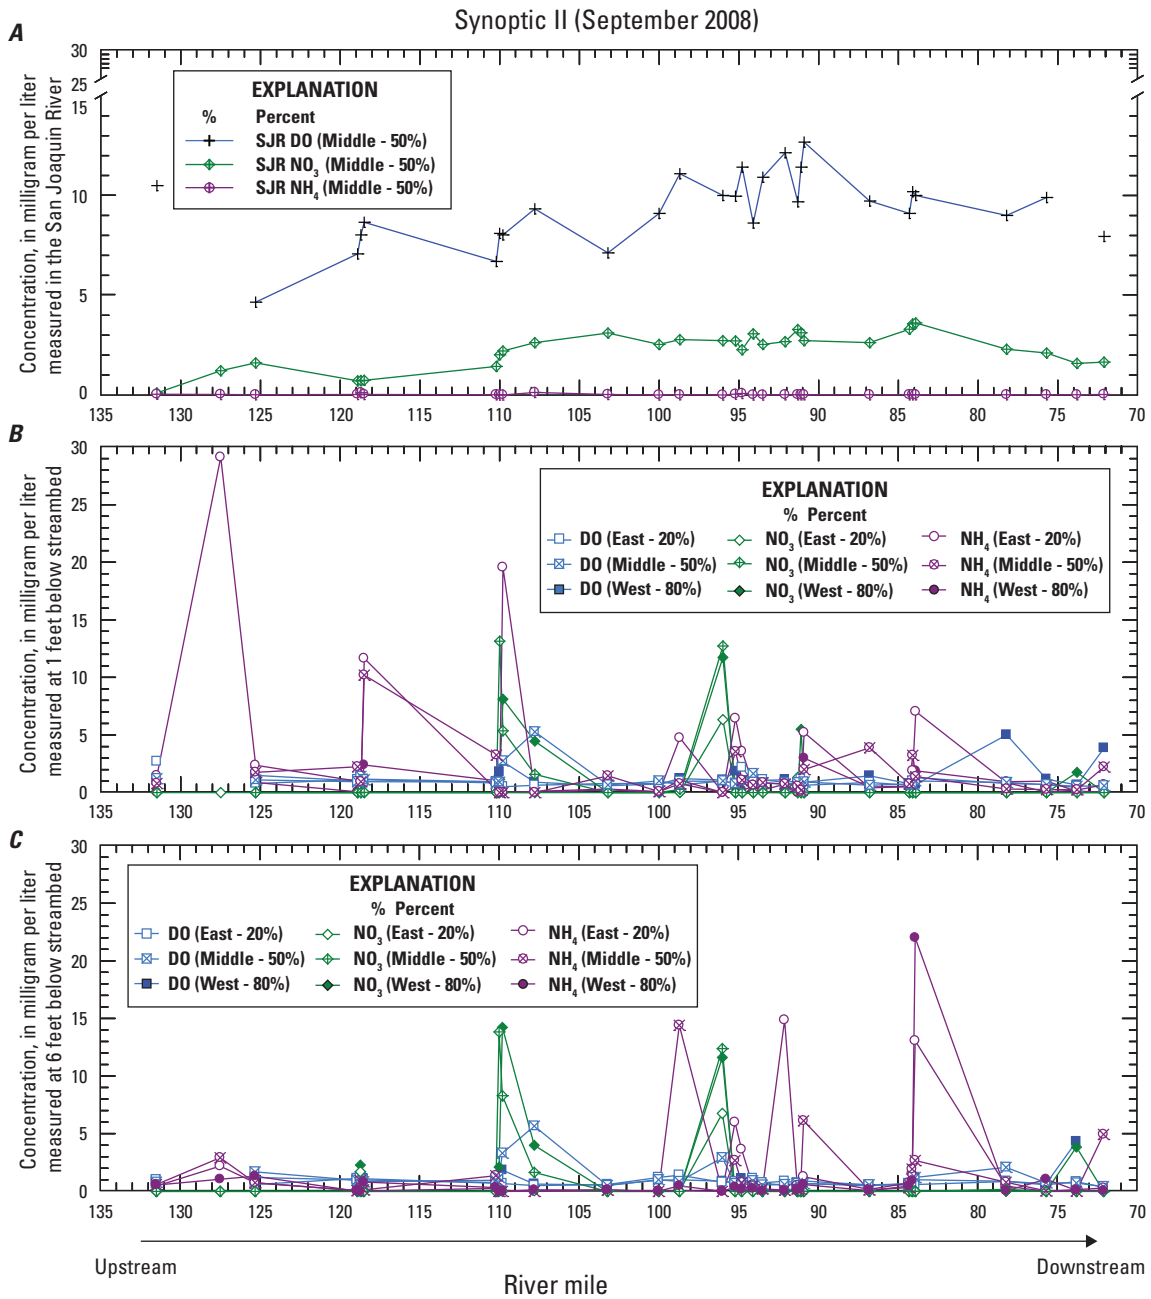 Synoptic II (September 2008)
A
Concentration, in milligram per liter
measured in the San Joaquin River
30
25
15
10
5
0
EXPLANATION
% Percent
SJR DO (Middle - 50%)
SJR NO3 (Middle - 50%)
SJR NH4 (Middle - 50%)
135 130 125 120 115 110 105 100 95 90 85 80 75 70
B
Concentration, in milligram per liter
measured at 1 feet below streambed
30
25
20
15
10
5
0
EXPLANATION
% Percent
DO (East - 20%) NO3 (East - 20%) NH4 (East - 20%)
DO (Middle - 50%) NO3 (Middle - 50%) NH4 (Middle - 50%)
DO (West - 80%) NO3 (West - 80%) NH4 (West - 80%)
135 130 125 120 115 110 105 100 95 90 85 80 75 70
C
Concentration, in milligram per liter
measured at 6 feet below streambed
30
25
20
15
10
5
0
EXPLANATION
% Percent
DO (East - 20%) NO3 (East - 20%) NH4 (East - 20%)
DO (Middle - 50%) NO3 (Middle - 50%) NH4 (Middle - 50%)
DO (West - 80%) NO3 (West - 80%) NH4 (West - 80%)
135 130 125 120 115 110 105 100 95 90 85 80 75 70
Upstream Downstream
River mile